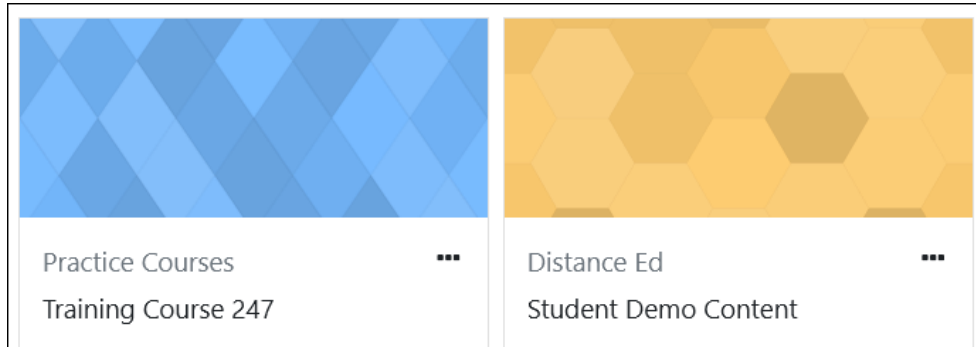 Practice Courses
Training Course 247
Distance Ed
Student Demo Content